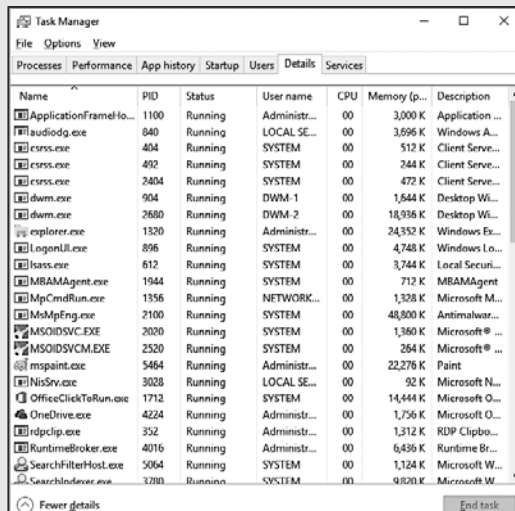 Task Manager
File Options View
Processes Performance App history Startup Users Details Services
Name PID Status User name CPU Memory (p... Description
ApplicationFrameHo... 1100 Running Administr... 00 3,000 K Application ...
audiodg.exe 840 Running LOCAL SE... 00 3,696 K Windows A...
csrss.exe 404 Running SYSTEM 00 512 K Client Serve...
csrss.exe 492 Running SYSTEM 00 244 K Client Serve...
csrss.exe 2404 Running SYSTEM 00 472 K Client Serve...
dwm.exe 904 Running DWM-1 00 1,644 K Desktop Wi...
dwm.exe 2680 Running DWM-2 00 18,936 K Desktop Wi...
explorer.exe 1320 Running Administr... 00 24,352 K Windows Ex...
LogonUI.exe 896 Running SYSTEM 00 4,748 K Windows Lo...
lsass.exe 612 Running SYSTEM 00 3,744 K Local Securi...
MBAMAgent.exe 1944 Running SYSTEM 00 712 K MBAMAgent
MpCmdRun.exe 1356 Running NETWORK... 00 1,328 K Microsoft M...
MsMpEng.exe 2100 Running SYSTEM 00 48,800 K Antimalwar...
MSOIDSVC.EXE 2020 Running SYSTEM 00 1,360 K Microsoft® ...
MSOIDSVCM.EXE 2520 Running SYSTEM 00 264 K Microsoft® ...
mspaint.exe 5464 Running Administr... 00 22,276 K Paint
NisSrv.exe 3028 Running LOCAL SE... 00 92 K Microsoft N...
OfficeClickToRun.exe 1712 Running SYSTEM 00 14,444 K Microsoft O...
OneDrive.exe 4224 Running Administr... 00 1,756 K Microsoft O...
rdpclip.exe 352 Running Administr... 00 1,312 K RDP Clipbo...
RuntimeBroker.exe 4016 Running Administr... 00 6,436 K Runtime Br...
SearchFilterHost.exe 5064 Running SYSTEM 00 1,124 K Microsoft W...
SearchIndexer.exe 3780 Running SYSTEM 00 9,820 K Microsoft W...
Fewer details End task